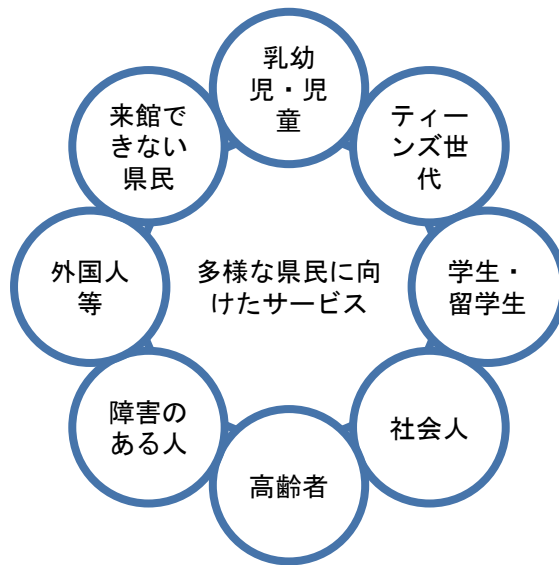 乳幼
児・児
童
ティー
ンズ世
代
学生・
留学生
社会人
高齢者
障害の
ある人
外国人
等
来館で
きない
県民
多様な県民に向
けたサービス